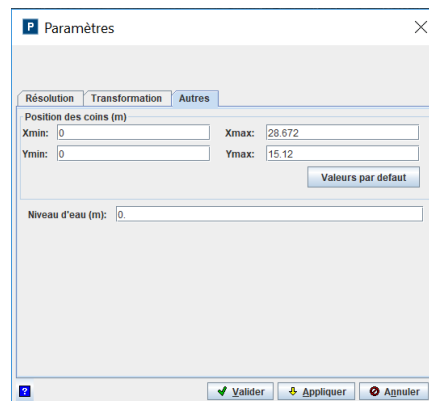 P Paramètres
Résolution Transformation Autres
Position des coins (m)
Xmin: 0 Xmax: 28.672
Ymin: 0 Ymax: 15.12
Valeurs par defaut
Niveau d'eau (m): 0.
? Valider Appliquer Annuler